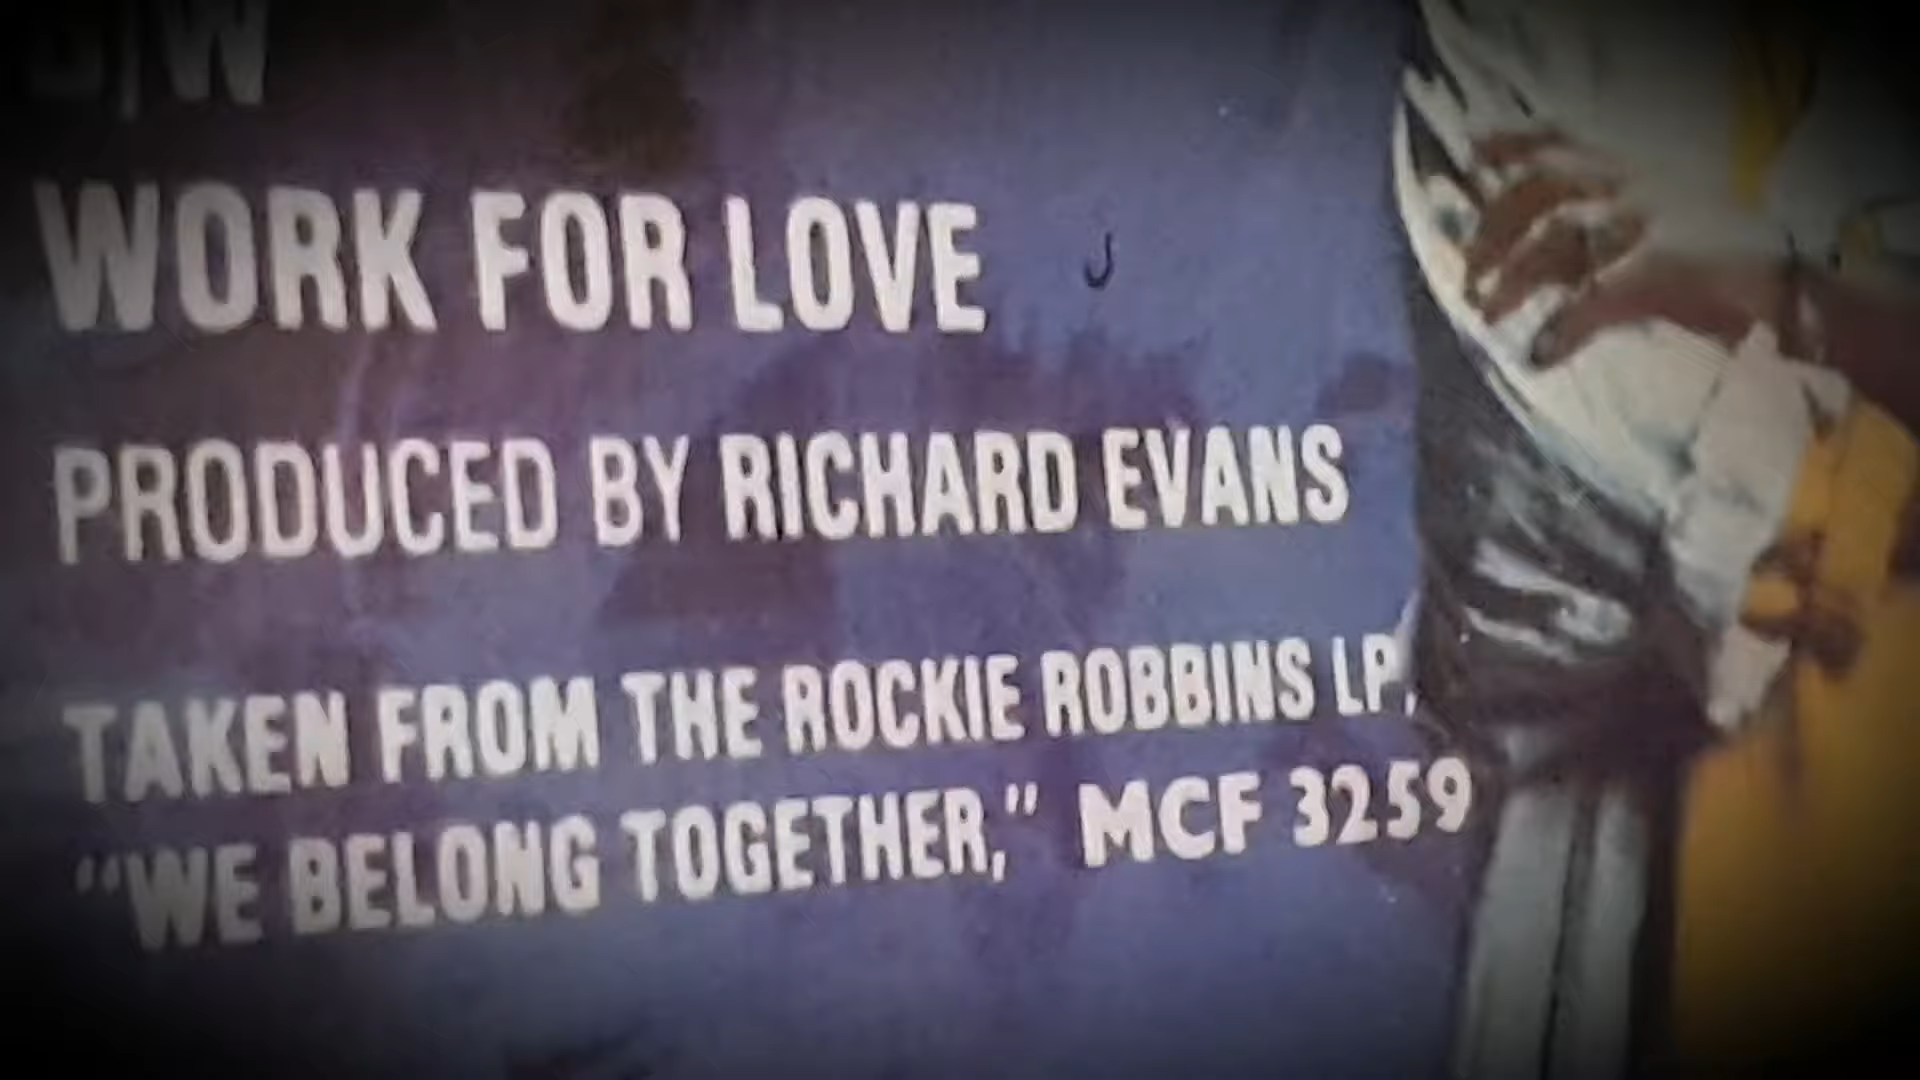 B/W
WORK FOR LOVE
PRODUCED BY RICHARD EVANS
TAKEN FROM THE ROCKIE ROBBINS LP,
"WE BELONG TOGETHER," MCF 3259